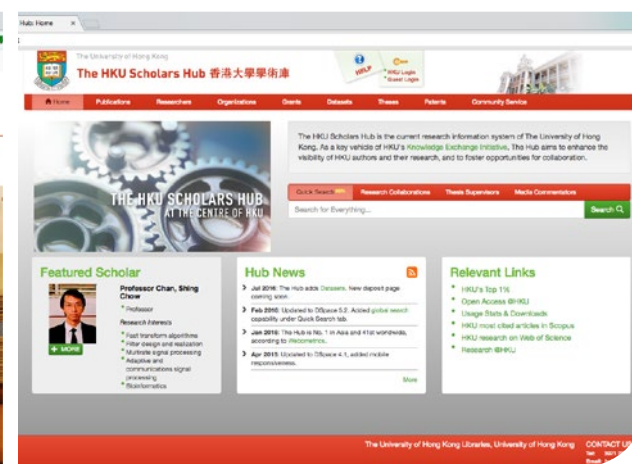 Hub: Home
The University of Hong Kong
The HKU Scholars Hub 香港大學學術庫
HELP
HKU Login
Guest Login
Home Publications Researchers Organizations Grants Datasets Theses Patents Community Service
THE HKU SCHOLARS HUB
AT THE CENTRE OF HKU
The HKU Scholars Hub is the current research information system of The University of Hong
Kong. As a key vehicle of HKU's Knowledge Exchange Initiative, The Hub aims to enhance the
visibility of HKU authors and their research, and to foster opportunities for collaboration.
Quick Search Research Collaborations Thesis Supervisors Media Commentators
Search for Everything...
Search
Featured Scholar
Professor Chan, Shing
Chow
Professor
Research Interests
Fast transform algorithms
Filter design and realization
Multirate signal processing
Adaptive and
communications signal
processing
Bioinformatics
+ MORE
Hub News
Jul 2016: The Hub adds Datasets. New deposit page
coming soon.
Feb 2016: Updated to DSpace 5.2. Added global search
capability under Quick Search tab.
Jan 2016: The Hub is No. 1 in Asia and 41st worldwide,
according to Webometrics.
Apr 2015: Updated to DSpace 4.1, added mobile
responsiveness.
More
Relevant Links
HKU's Top 1%
Open Access @HKU
Usage Stats & Downloads
HKU most cited articles in Scopus
HKU research on Web of Science
Research @HKU
The University of Hong Kong Libraries, University of Hong Kong
CONTACT US
Tel:
Email: